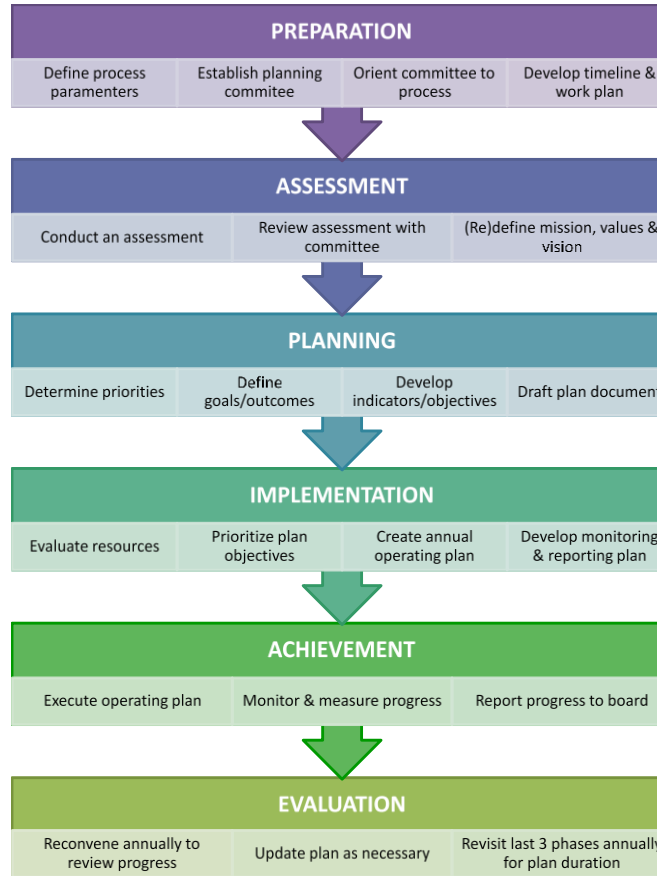 PREPARATION
Define process
paramenters
Establish planning
commitee
Orient committee to
process
Develop timeline &
work plan
ASSESSMENT
Conduct an assessment
Review assessment with
committee
(Re)define mission, values &
vision
PLANNING
Determine priorities
Define
goals/outcomes
Develop
indicators/objectives
Draft plan document
IMPLEMENTATION
Evaluate resources
Prioritize plan
objectives
Create annual
operating plan
Develop monitoring
& reporting plan
ACHIEVEMENT
Execute operating plan
Monitor & measure progress
Report progress to board
EVALUATION
Reconvene annually to
review progress
Update plan as necessary
Revisit last 3 phases annually
for plan duration